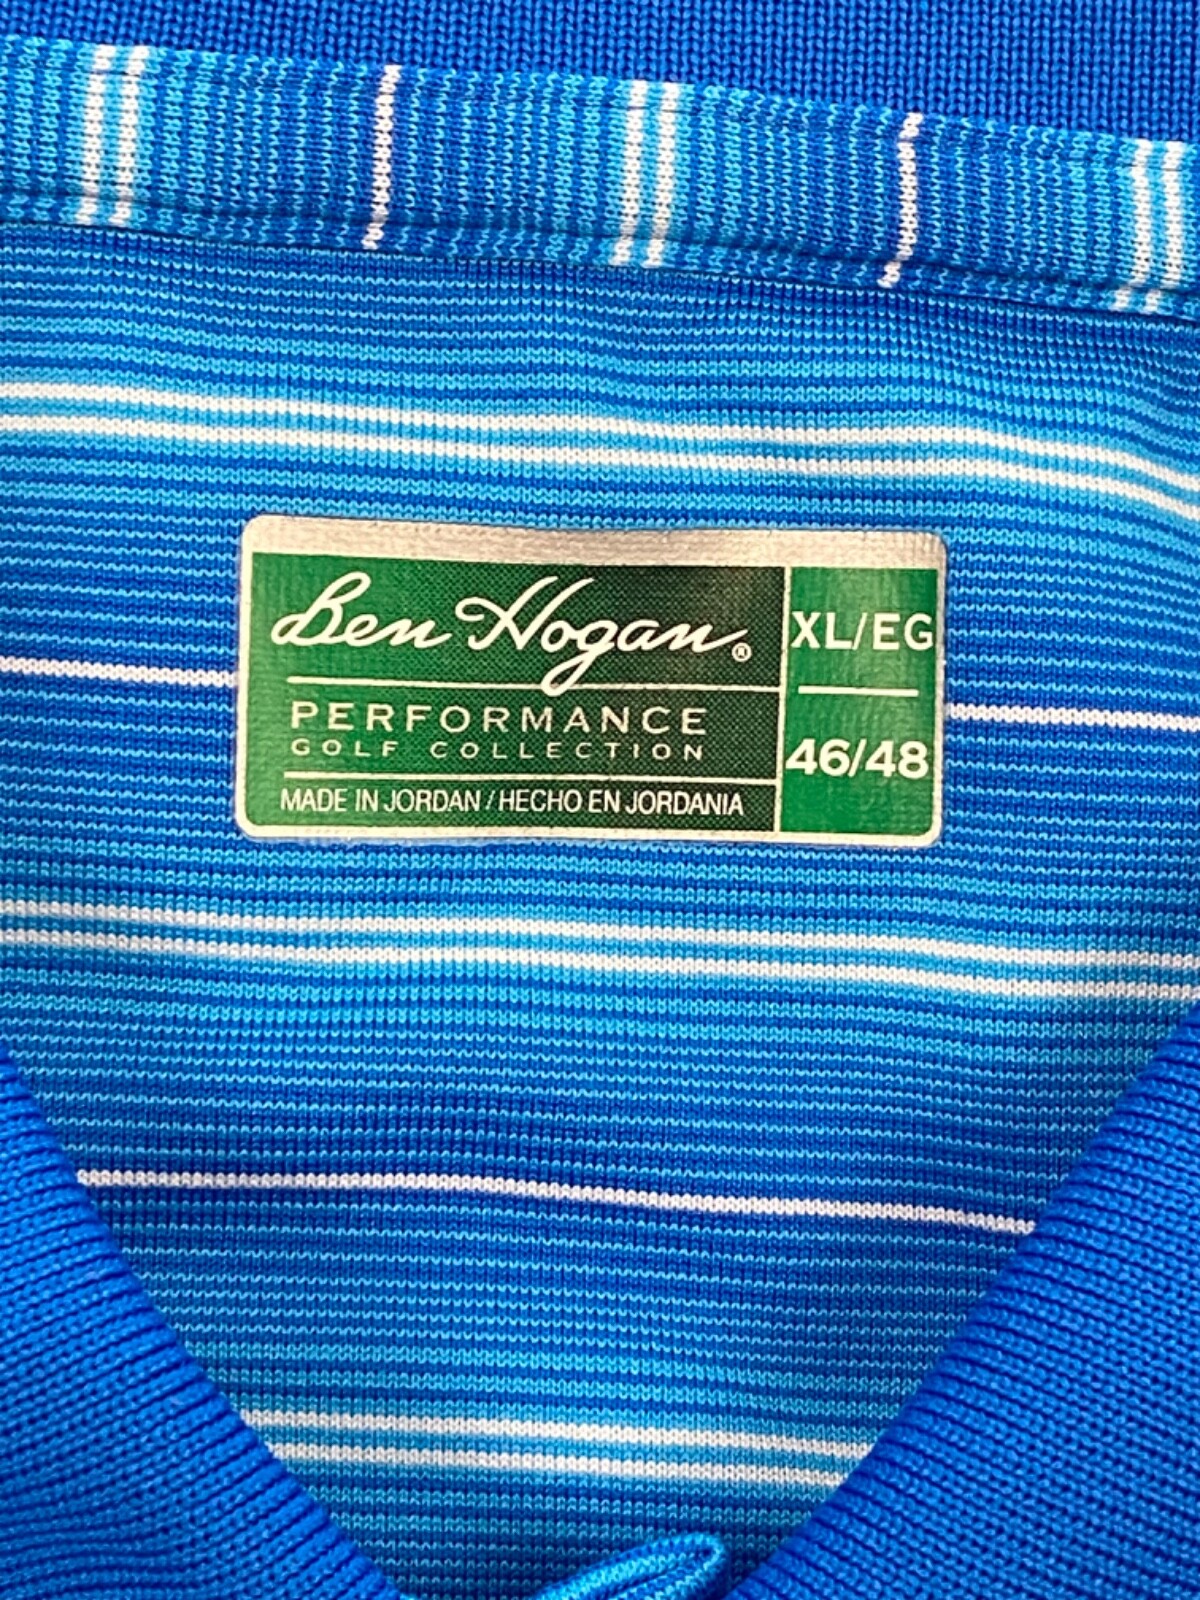 Ben Hogan®
PERFORMANCE
GOLF COLLECTION
MADE IN JORDAN / HECHO EN JORDANIA
XL/EG
46/48